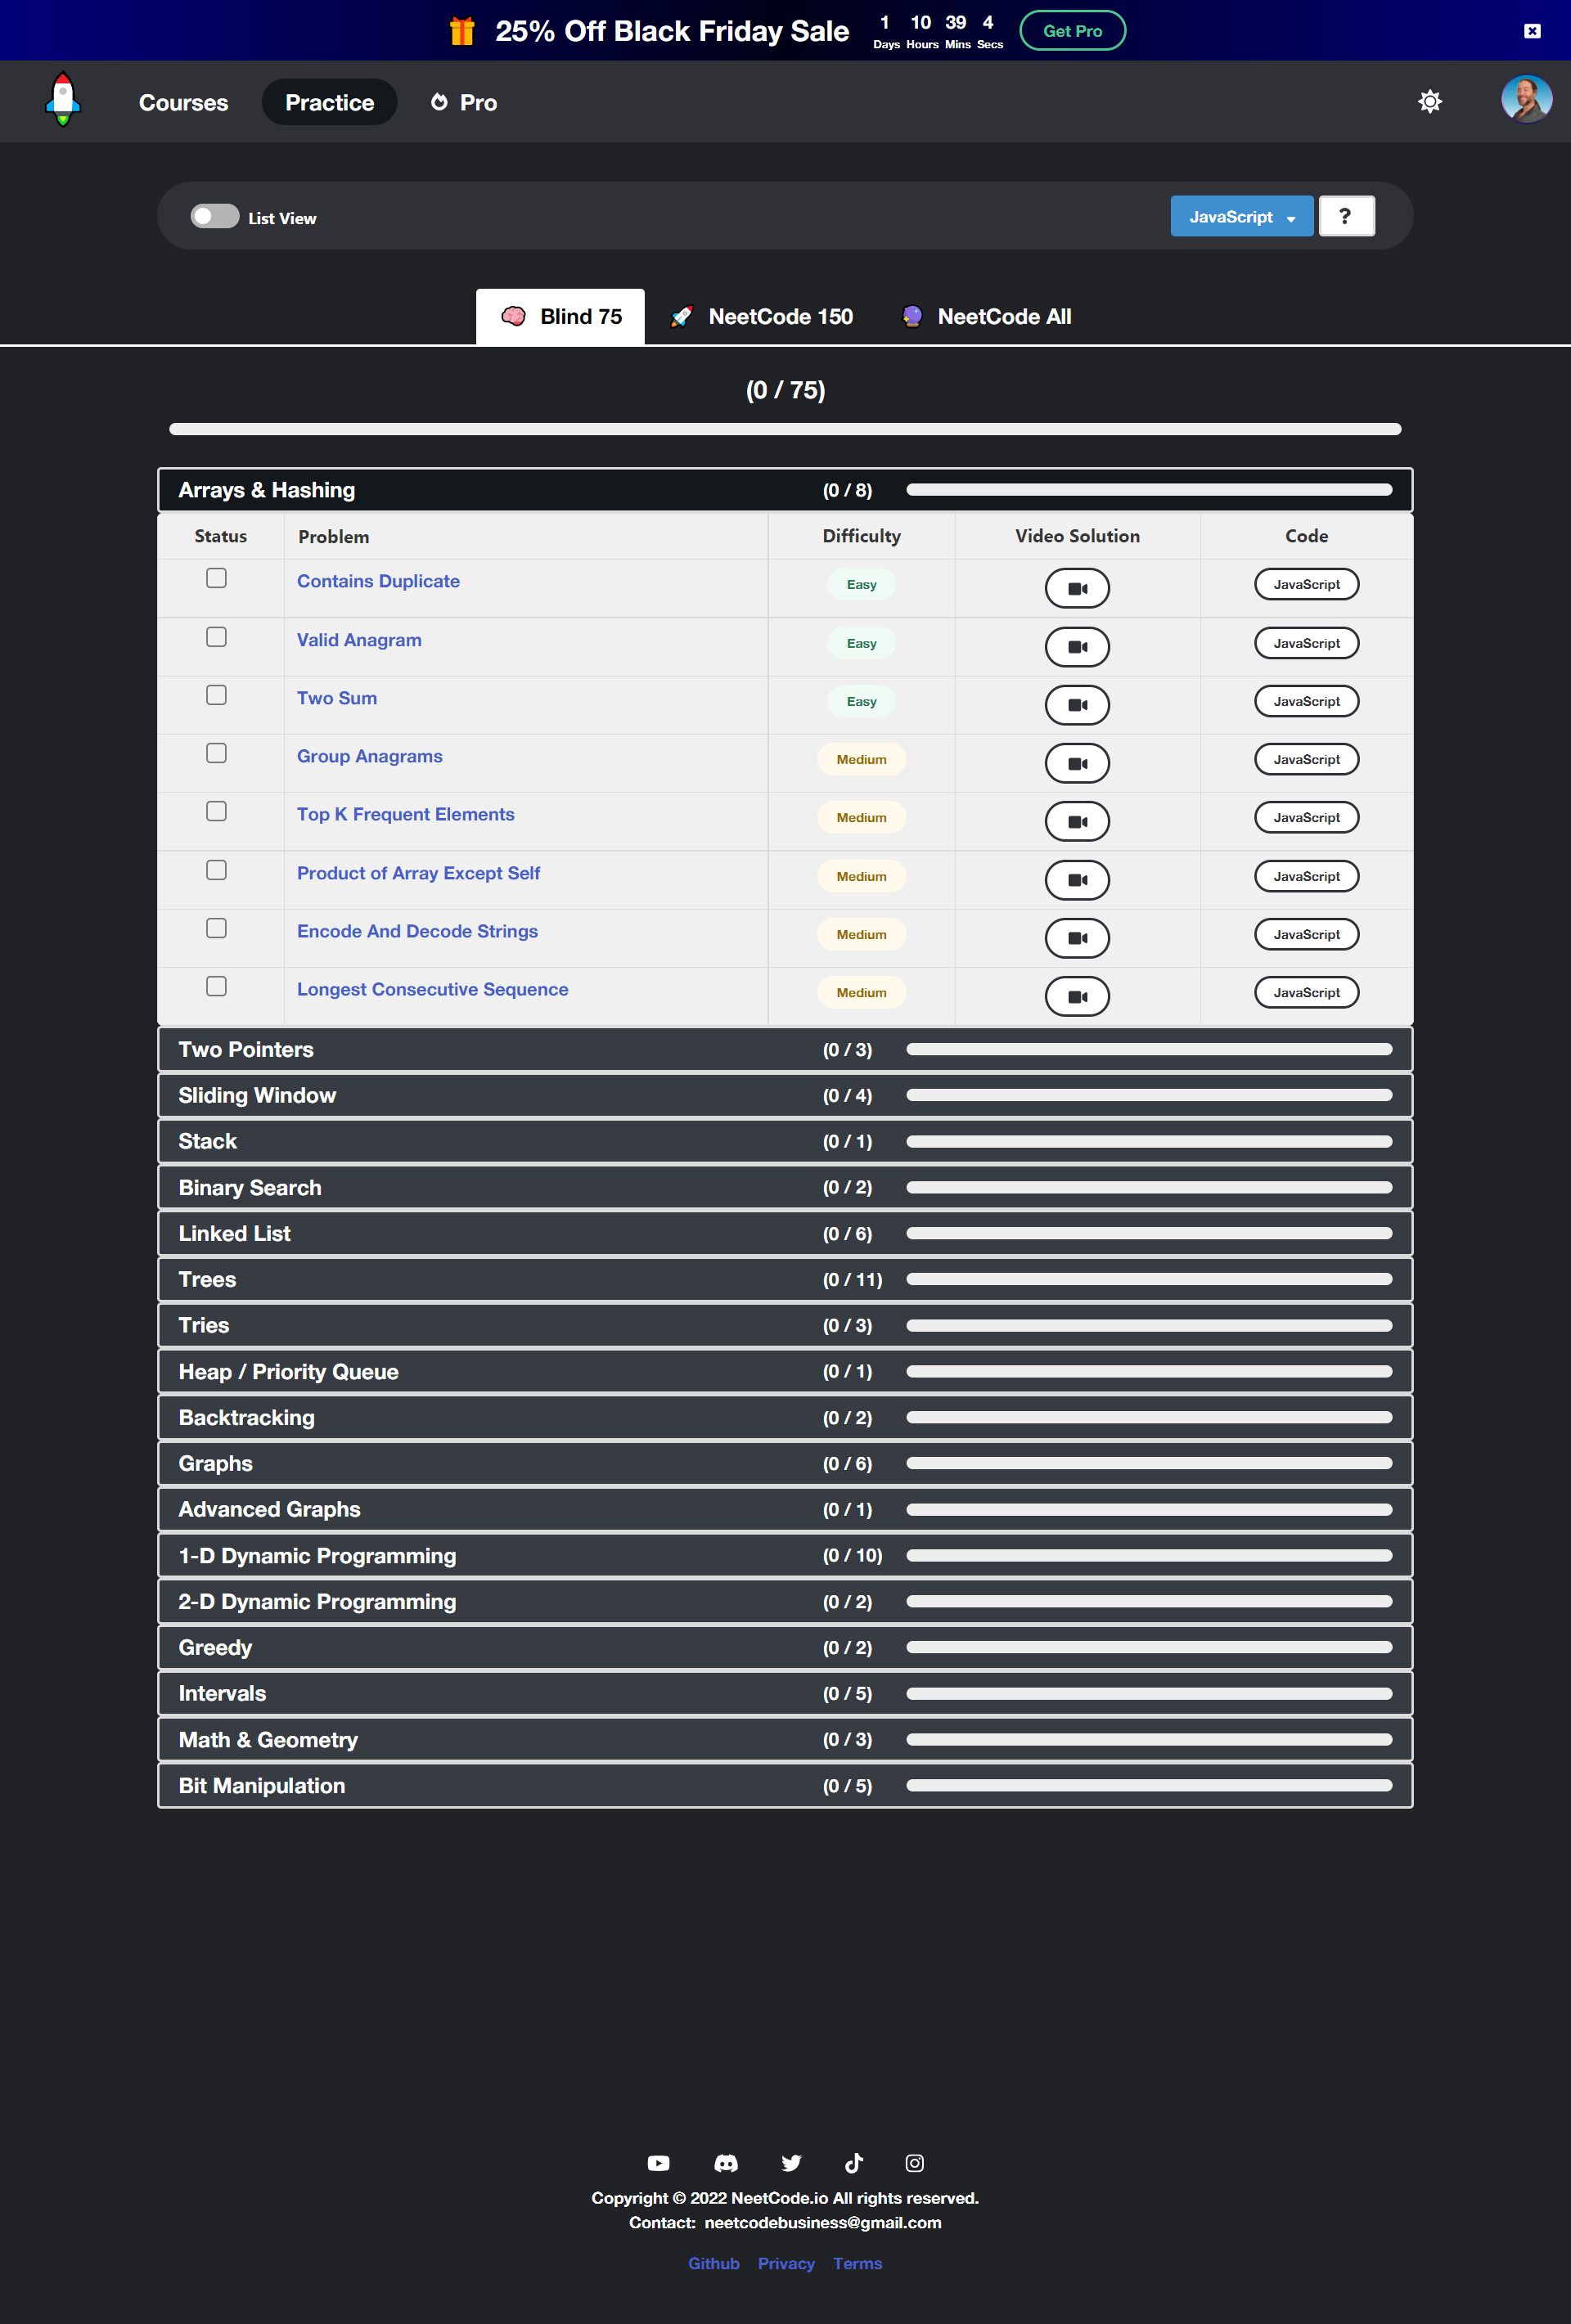 25% Off Black Friday Sale
1 10 39 4
Days Hours Mins Secs
Get Pro
Courses Practice Pro
List View
JavaScript ?
Blind 75 NeetCode 150 NeetCode All
(0 / 75)
Arrays & Hashing (0 / 8)
Status Problem Difficulty Video Solution Code
Contains Duplicate Easy JavaScript
Valid Anagram Easy JavaScript
Two Sum Easy JavaScript
Group Anagrams Medium JavaScript
Top K Frequent Elements Medium JavaScript
Product of Array Except Self Medium JavaScript
Encode And Decode Strings Medium JavaScript
Longest Consecutive Sequence Medium JavaScript
Two Pointers (0 / 3)
Sliding Window (0 / 4)
Stack (0 / 1)
Binary Search (0 / 2)
Linked List (0 / 6)
Trees (0 / 11)
Tries (0 / 3)
Heap / Priority Queue (0 / 1)
Backtracking (0 / 2)
Graphs (0 / 6)
Advanced Graphs (0 / 1)
1-D Dynamic Programming (0 / 10)
2-D Dynamic Programming (0 / 2)
Greedy (0 / 2)
Intervals (0 / 5)
Math & Geometry (0 / 3)
Bit Manipulation (0 / 5)
Copyright © 2022 NeetCode.io All rights reserved.
Contact: neetcodebusiness@gmail.com
Github Privacy Terms